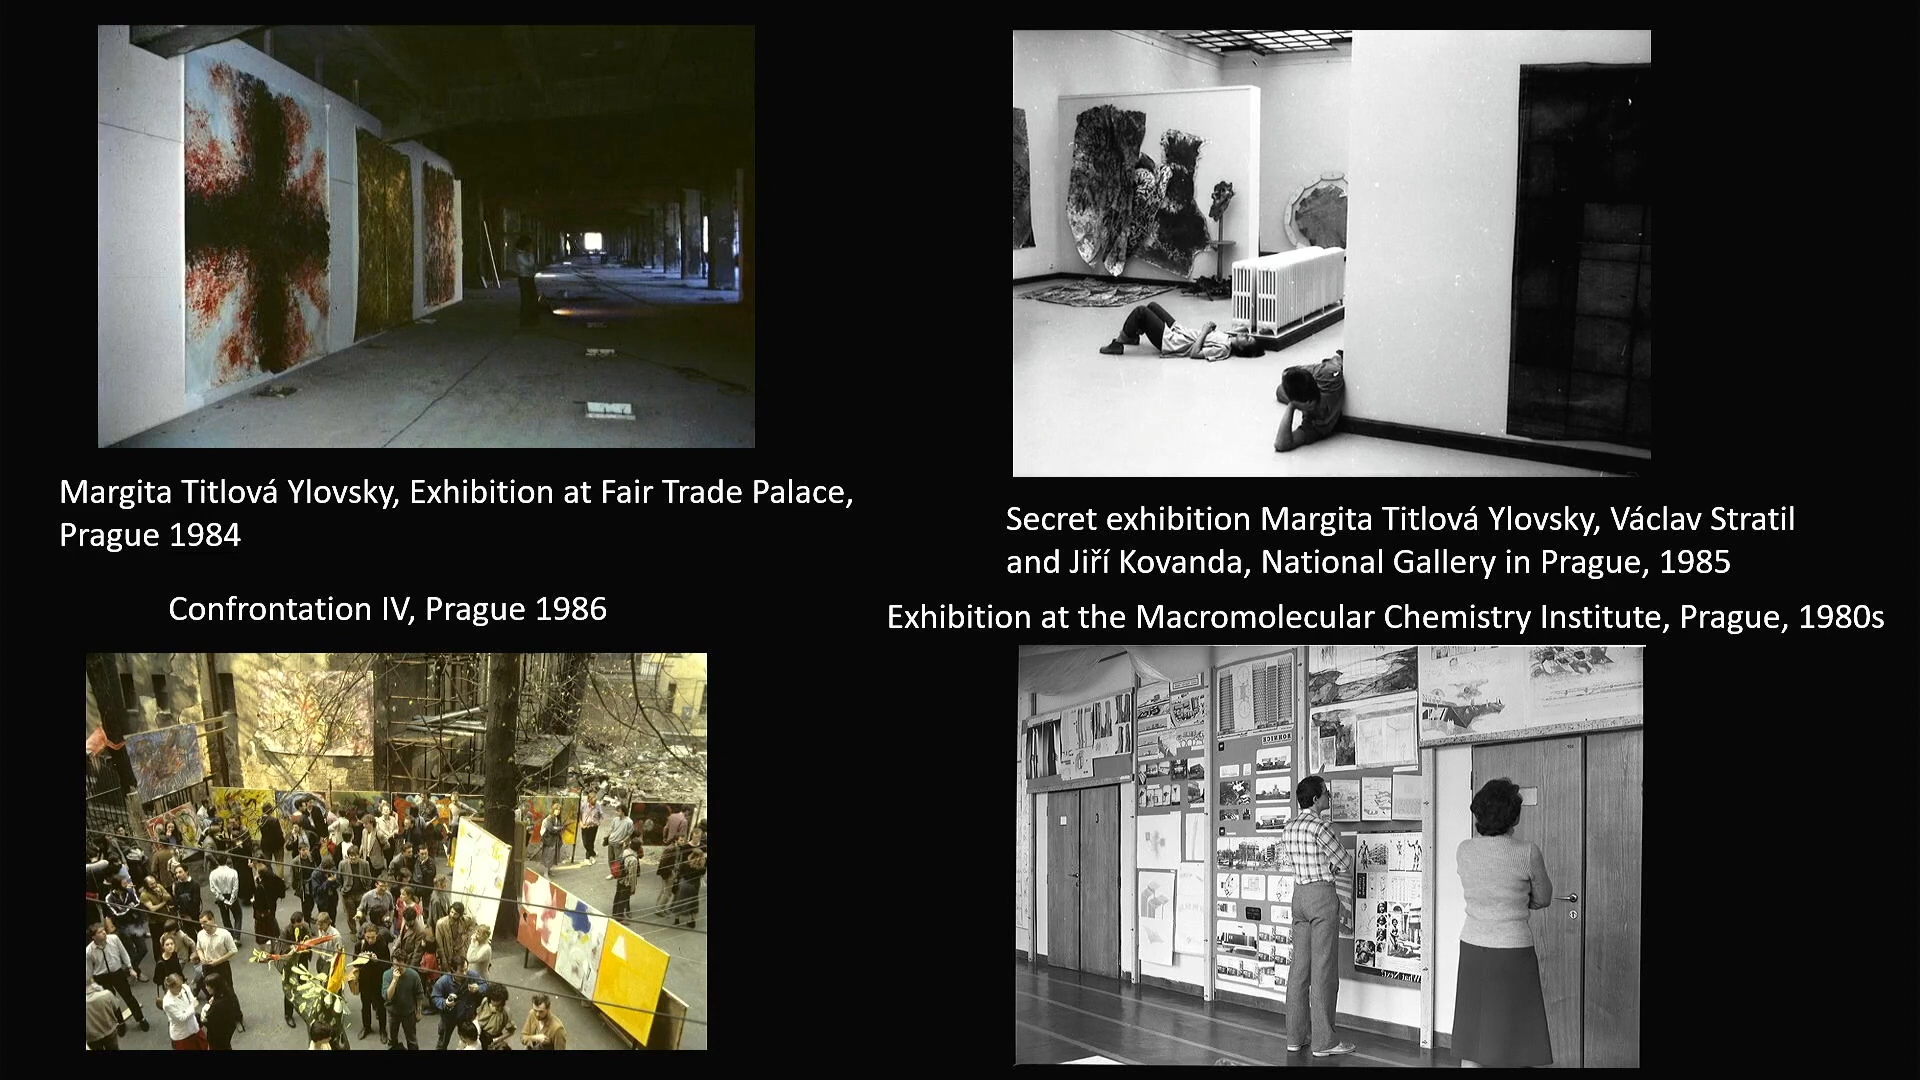 Margita Titlová Ylovsky, Exhibition at Fair Trade Palace,
Prague 1984
Secret exhibition Margita Titlová Ylovsky, Václav Stratil
and Jiří Kovanda, National Gallery in Prague, 1985
Confrontation IV, Prague 1986
Exhibition at the Macromolecular Chemistry Institute, Prague, 1980s